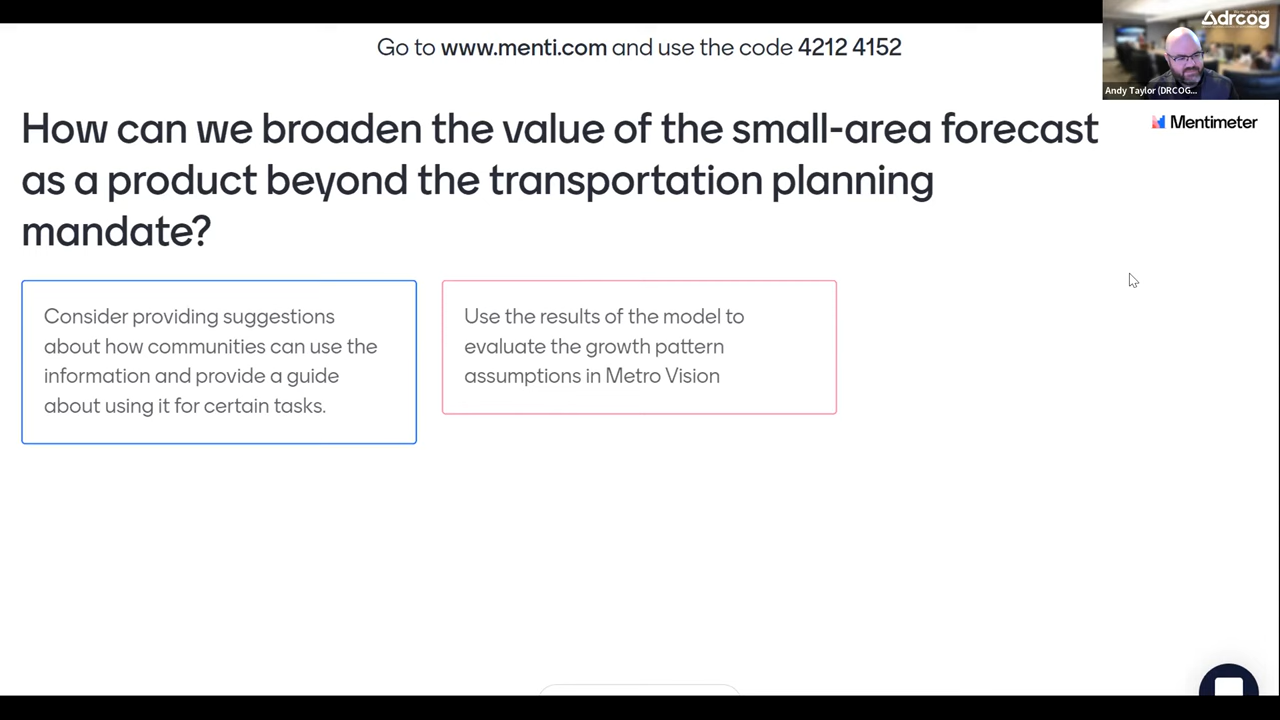 Go to www.menti.com and use the code 4212 4152
drcog
Andy Taylor (DRCOG...
Mentimeter
How can we broaden the value of the small-area forecast
as a product beyond the transportation planning
mandate?
Consider providing suggestions
about how communities can use the
information and provide a guide
about using it for certain tasks.
Use the results of the model to
evaluate the growth pattern
assumptions in Metro Vision